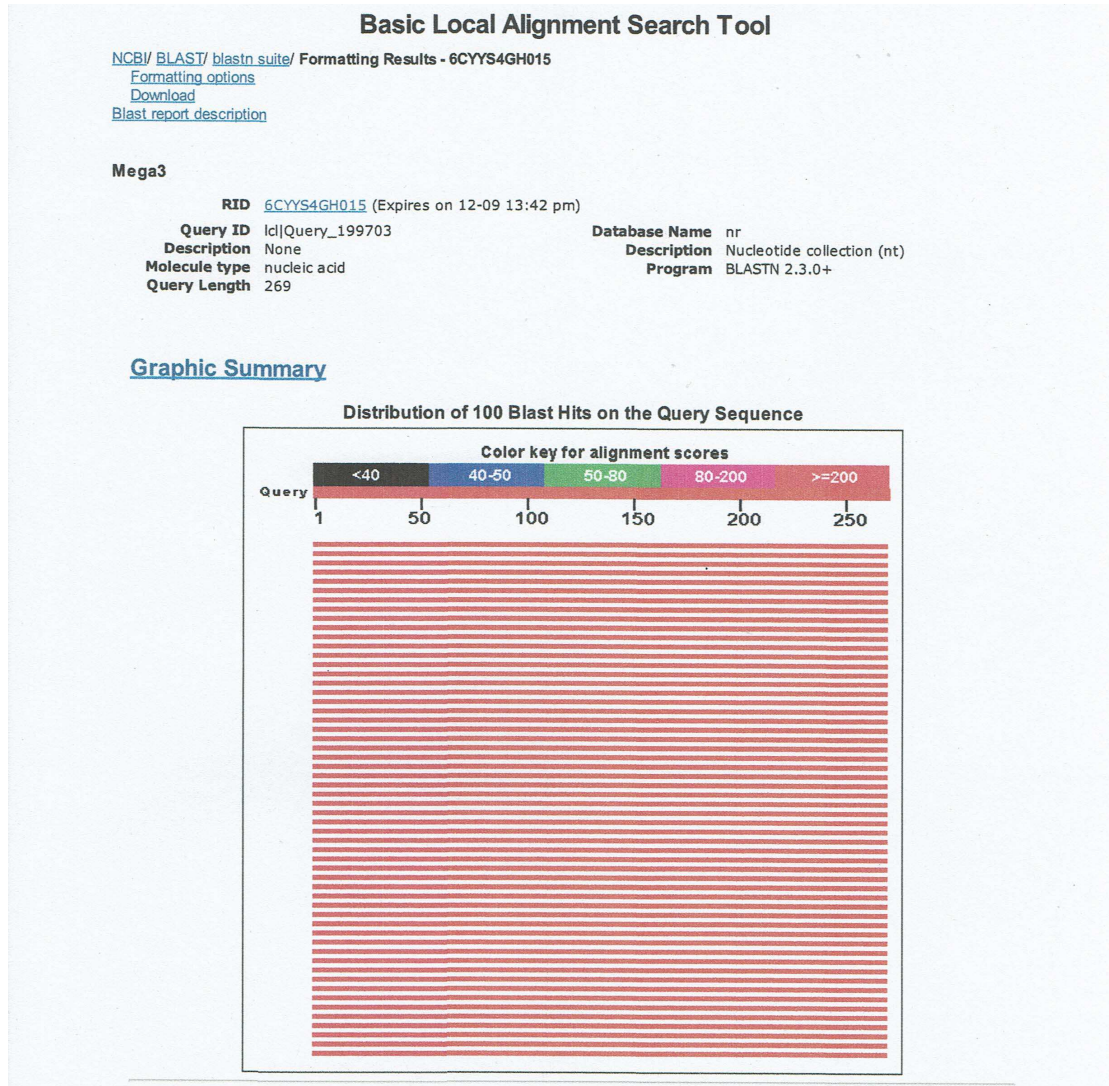 Basic Local Alignment Search Tool
NCBI/ BLAST/ blastn suite/ Formatting Results - 6CYYS4GH015
Formatting options
Download
Blast report description
Mega3
RID 6CYYS4GH015 (Expires on 12-09 13:42 pm)
Query ID lcl|Query_199703
Description None
Molecule type nucleic acid
Query Length 269
Database Name nr
Description Nucleotide collection (nt)
Program BLASTN 2.3.0+
Graphic Summary
Distribution of 100 Blast Hits on the Query Sequence
Color key for alignment scores
<40 40-50 50-80 80-200 >=200
Query
1 50 100 150 200 250